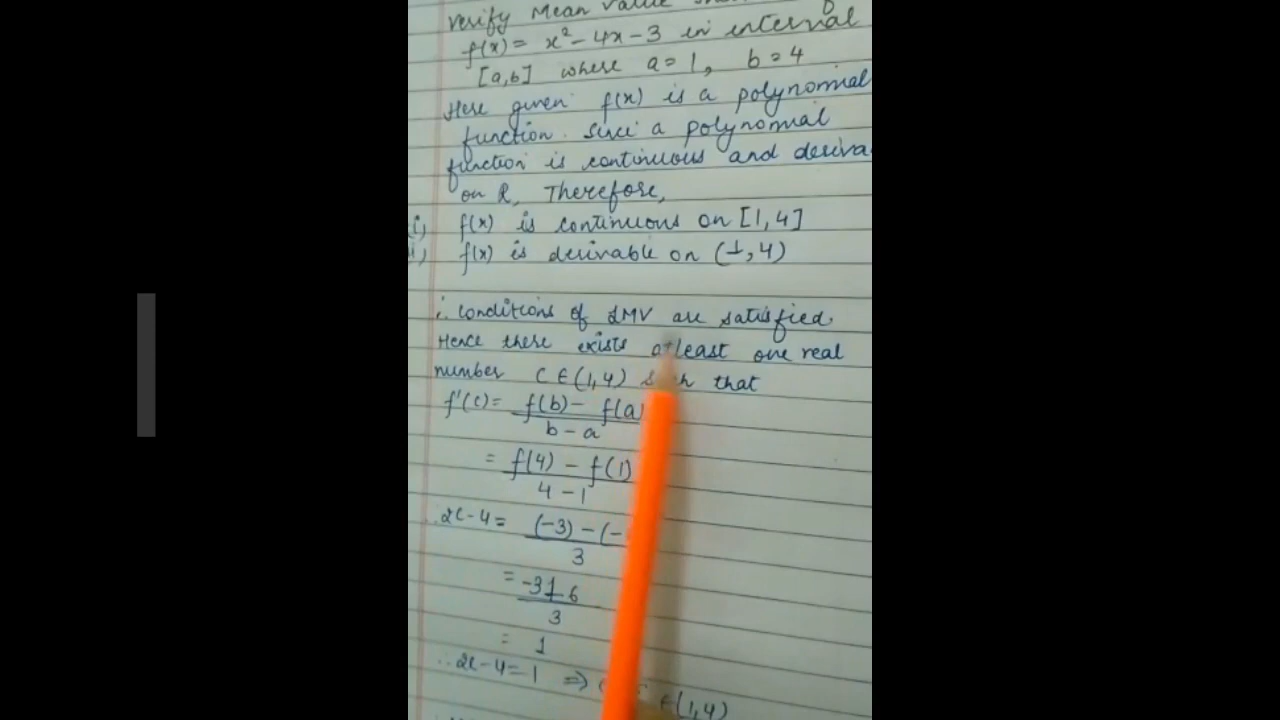 Verify Mean Value
f(x) = x² - 4x - 3 in interval
[a,b] where a = 1, b = 4
Here given f(x) is a polynomial
function. Since a polynomial
function is continuous and deriva
on R, Therefore,
i) f(x) is continuous on [1,4]
ii) f(x) is derivable on (1,4)
∴ conditions of LMV are satisfied.
Hence there exists atleast one real
number C ∈ (1,4) such that
f'(c) = f(b) - f(a)
b - a
= f(4) - f(1)
4 - 1
∴ 2c - 4 = (-3) - (-
3
= -3 + 6
3
= 1
∴ 2c - 4 = 1 ⇒ ∈ (1,4)